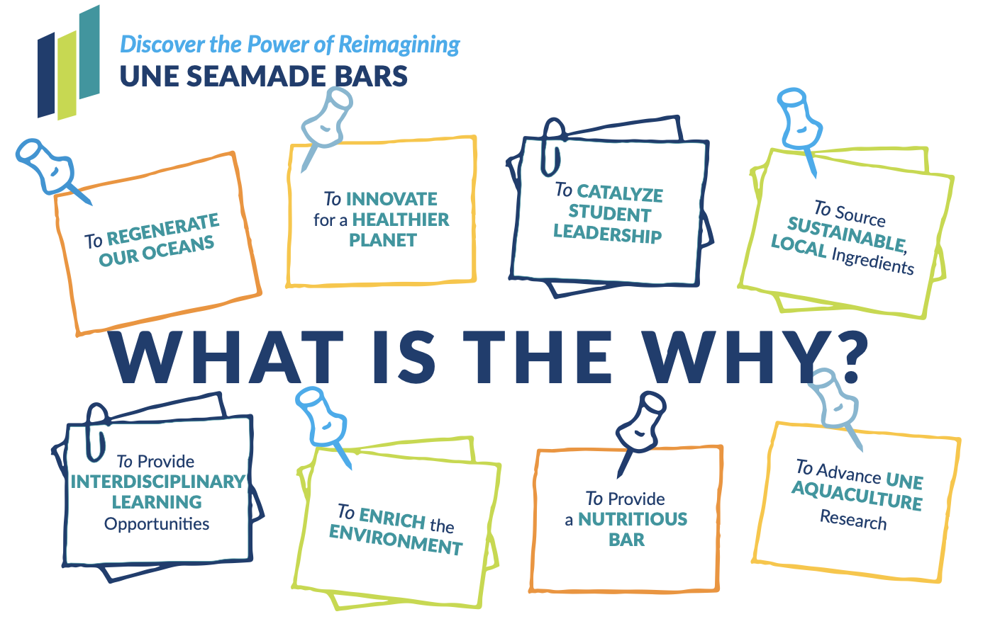 Discover the Power of Reimagining
UNE SEAMADE BARS
To REGENERATE
OUR OCEANS
To INNOVATE
for a HEALTHIER
PLANET
To CATALYZE
STUDENT
LEADERSHIP
To Source
SUSTAINABLE,
LOCAL Ingredients
WHAT IS THE WHY?
To Provide
INTERDISCIPLINARY
LEARNING
Opportunities
To ENRICH the
ENVIRONMENT
To Provide
a NUTRITIOUS
BAR
To Advance UNE
AQUACULTURE
Research